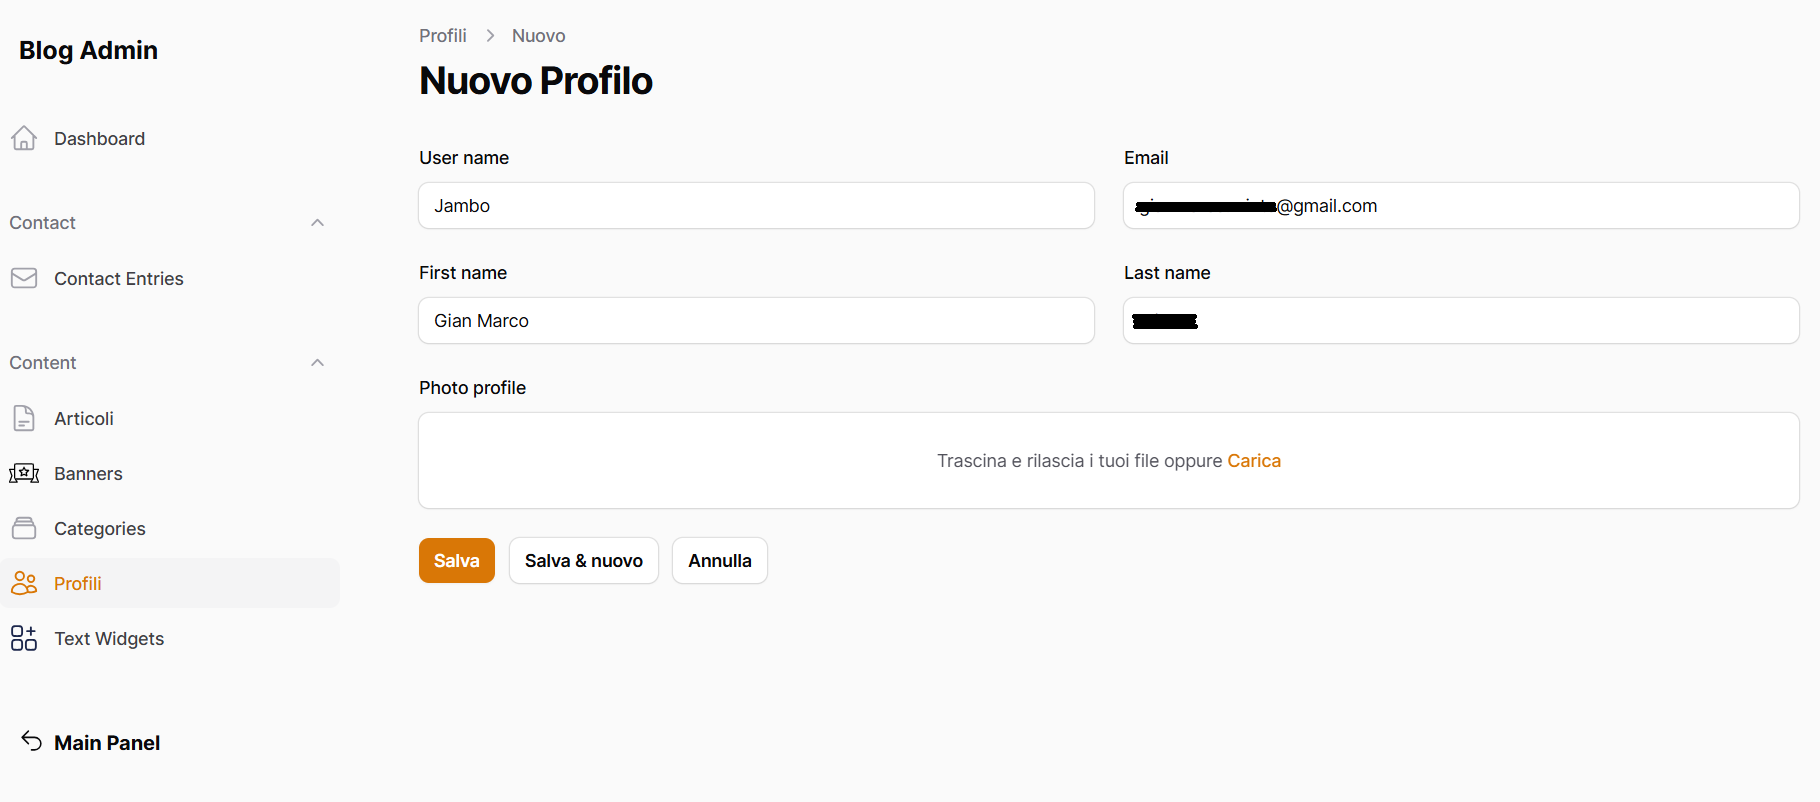 Blog Admin
Dashboard
Contact
Contact Entries
Content
Articoli
Banners
Categories
Profili
Text Widgets
Main Panel
Profili > Nuovo
Nuovo Profilo
User name
Jambo
Email
@gmail.com
First name
Gian Marco
Last name
Photo profile
Trascina e rilascia i tuoi file oppure Carica
Salva
Salva & nuovo
Annulla